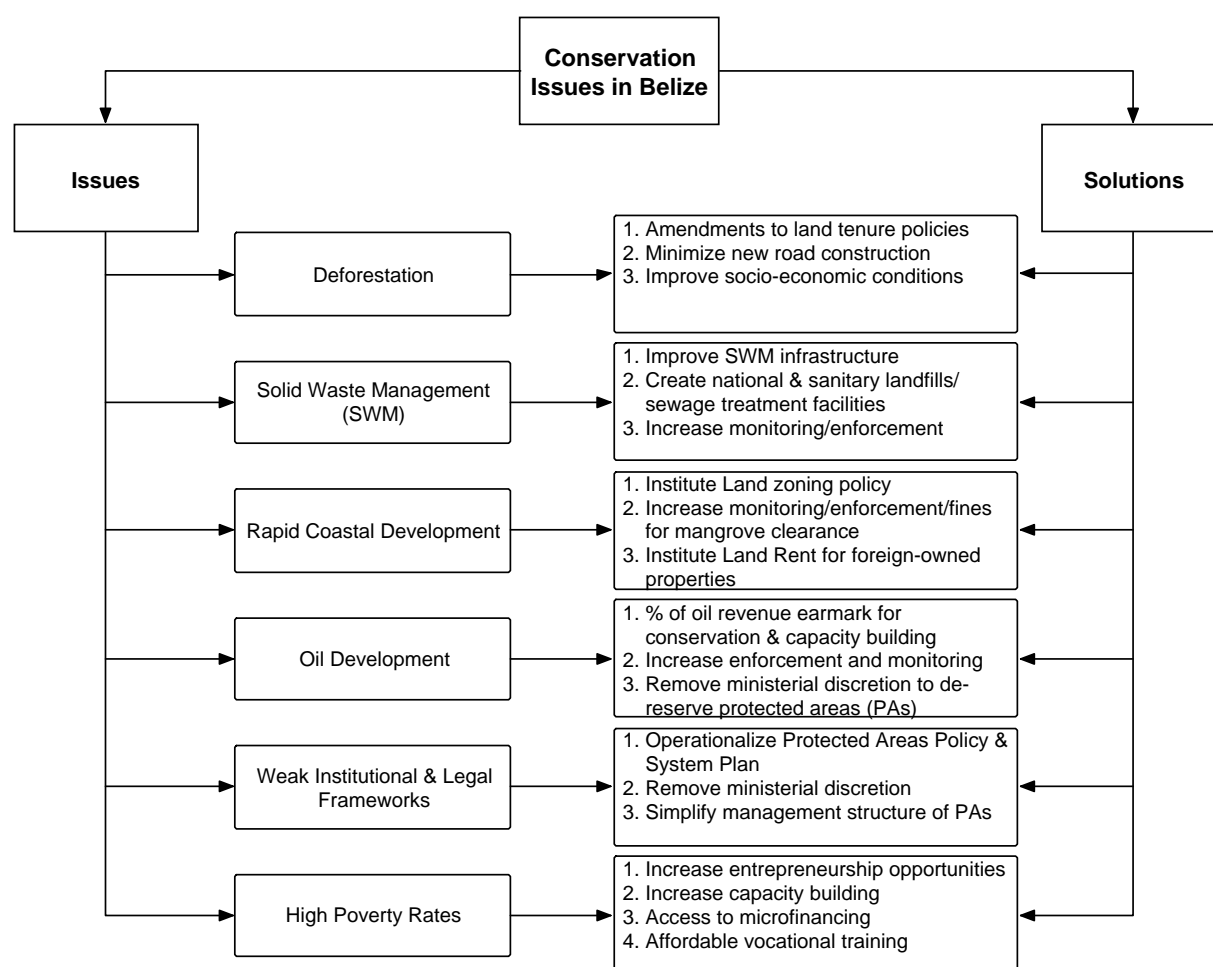 Conservation
Issues in Belize
Issues
Solutions
Deforestation
1. Amendments to land tenure policies
2. Minimize new road construction
3. Improve socio-economic conditions
Solid Waste Management
(SWM)
1. Improve SWM infrastructure
2. Create national & sanitary landfills/
sewage treatment facilities
3. Increase monitoring/enforcement
Rapid Coastal Development
1. Institute Land zoning policy
2. Increase monitoring/enforcement/fines
for mangrove clearance
3. Institute Land Rent for foreign-owned
properties
Oil Development
1. % of oil revenue earmark for
conservation & capacity building
2. Increase enforcement and monitoring
3. Remove ministerial discretion to de-
reserve protected areas (PAs)
Weak Institutional & Legal
Frameworks
1. Operationalize Protected Areas Policy &
System Plan
2. Remove ministerial discretion
3. Simplify management structure of PAs
High Poverty Rates
1. Increase entrepreneurship opportunities
2. Increase capacity building
3. Access to microfinancing
4. Affordable vocational training